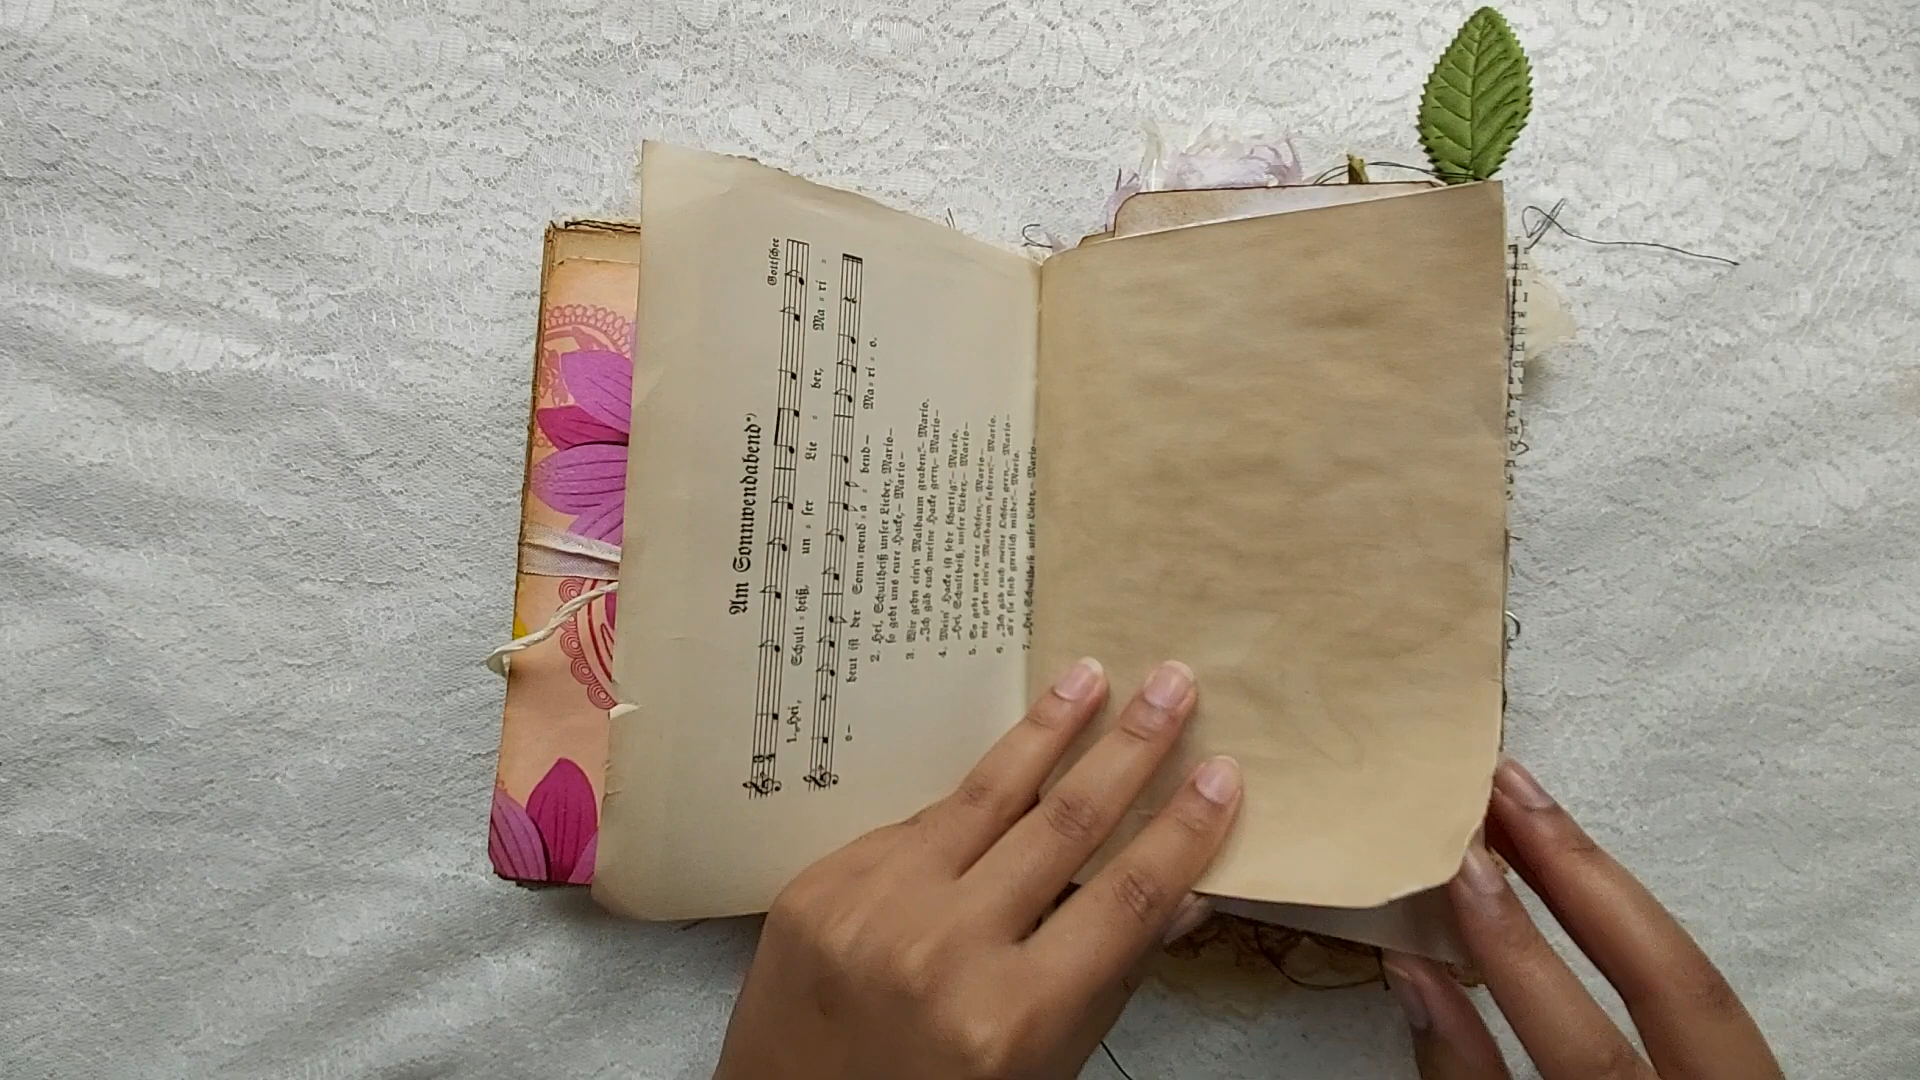 Am Sonnwendabend*)
Gottschee
1. „Hei, Schult = heiß, un = ser Lie = ber, Ma = ri =
o—
heut ist der Sonn = wend = a = bend — Ma = ri = o.
2. Hei, Schultheiß unser Lieber, Mario—
so gebt uns eure Hacke,— Mario—
3. Wir gehn ein'n Maibaum graben."— Mario.
„Ich gäb euch meine Hacke gern,— Mario—
4. Mein' Hacke ist sehr schartig."— Mario.
„Hei, Schultheiß, unser Lieber,— Mario—
5. So gebt uns eure Ochsen,— Mario—
wir gehn ein'n Maibaum fahren."— Mario.
6. „Ich gäb euch meine Ochsen gern,— Mario—
ab'r sie sind greulich müde."— Mario.
7. „Hei, Schultheiß unser Lieber,— Mario—